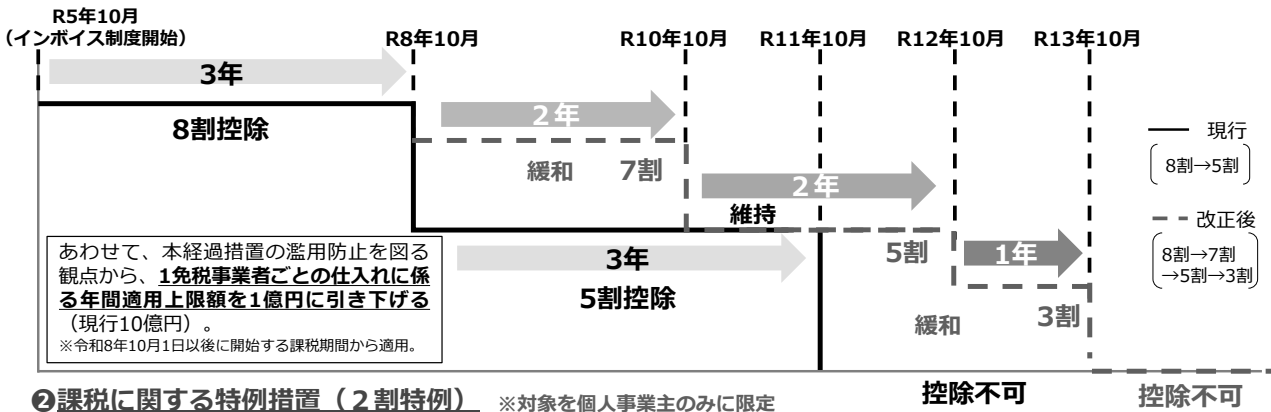 R5年10月
（インボイス制度開始）
R8年10月
R10年10月
R11年10月
R12年10月
R13年10月
3年
8割控除
２年
緩和　7割
現行
8割→5割
２年
維持
改正後
8割→7割
→5割→3割
あわせて、本経過措置の濫用防止を図る
観点から、1免税事業者ごとの仕入れに係
る年間適用上限額を1億円に引き下げる
（現行10億円）。
※令和8年10月1日以後に開始する課税期間から適用。
3年
5割控除
5割
1年
緩和
3割
❷課税に関する特例措置（２割特例）　※対象を個人事業主のみに限定
控除不可
控除不可